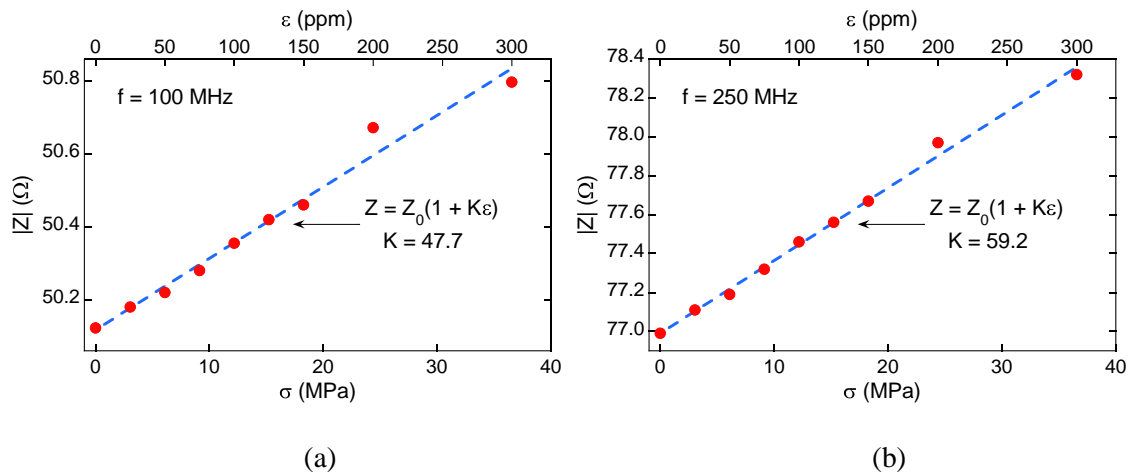 ε (ppm)
0 50 100 150 200 250 300
50.8
50.6
50.4
50.2
|Z| (Ω)
f = 100 MHz
Z = Z₀(1 + Kε)
K = 47.7
0 10 20 30 40
σ (MPa)
(a)
ε (ppm)
0 50 100 150 200 250 300
78.4
78.2
78.0
77.8
77.6
77.4
77.2
77.0
|Z| (Ω)
f = 250 MHz
Z = Z₀(1 + Kε)
K = 59.2
0 10 20 30 40
σ (MPa)
(b)